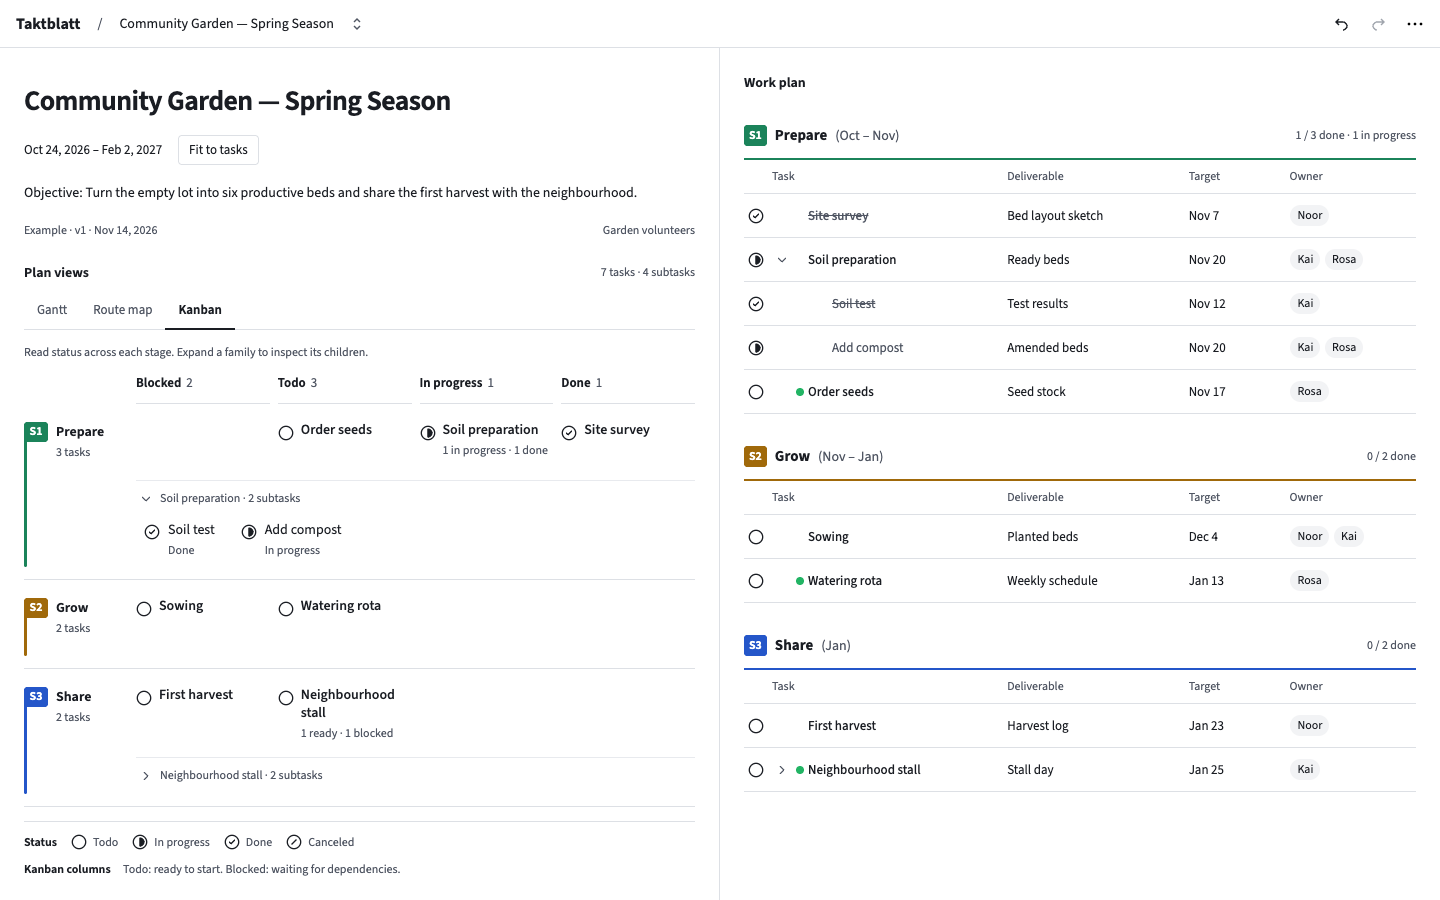 Taktblatt / Community Garden — Spring Season
Community Garden — Spring Season
Oct 24, 2026 – Feb 2, 2027 Fit to tasks
Objective: Turn the empty lot into six productive beds and share the first harvest with the neighbourhood.
Example · v1 · Nov 14, 2026 Garden volunteers
Plan views 7 tasks · 4 subtasks
Gantt Route map Kanban
Read status across each stage. Expand a family to inspect its children.
Blocked 2 Todo 3 In progress 1 Done 1
S1 Prepare Order seeds Soil preparation Site survey
3 tasks 1 in progress · 1 done
Soil preparation · 2 subtasks
Soil test Add compost
Done In progress
S2 Grow Sowing Watering rota
2 tasks
S3 Share First harvest Neighbourhood
stall
2 tasks 1 ready · 1 blocked
Neighbourhood stall · 2 subtasks
Status Todo In progress Done Canceled
Kanban columns Todo: ready to start. Blocked: waiting for dependencies.
Work plan
S1 Prepare (Oct – Nov) 1 / 3 done · 1 in progress
Task Deliverable Target Owner
Site survey Bed layout sketch Nov 7 Noor
Soil preparation Ready beds Nov 20 Kai Rosa
Soil test Test results Nov 12 Kai
Add compost Amended beds Nov 20 Kai Rosa
Order seeds Seed stock Nov 17 Rosa
S2 Grow (Nov – Jan) 0 / 2 done
Task Deliverable Target Owner
Sowing Planted beds Dec 4 Noor Kai
Watering rota Weekly schedule Jan 13 Rosa
S3 Share (Jan) 0 / 2 done
Task Deliverable Target Owner
First harvest Harvest log Jan 23 Noor
Neighbourhood stall Stall day Jan 25 Kai